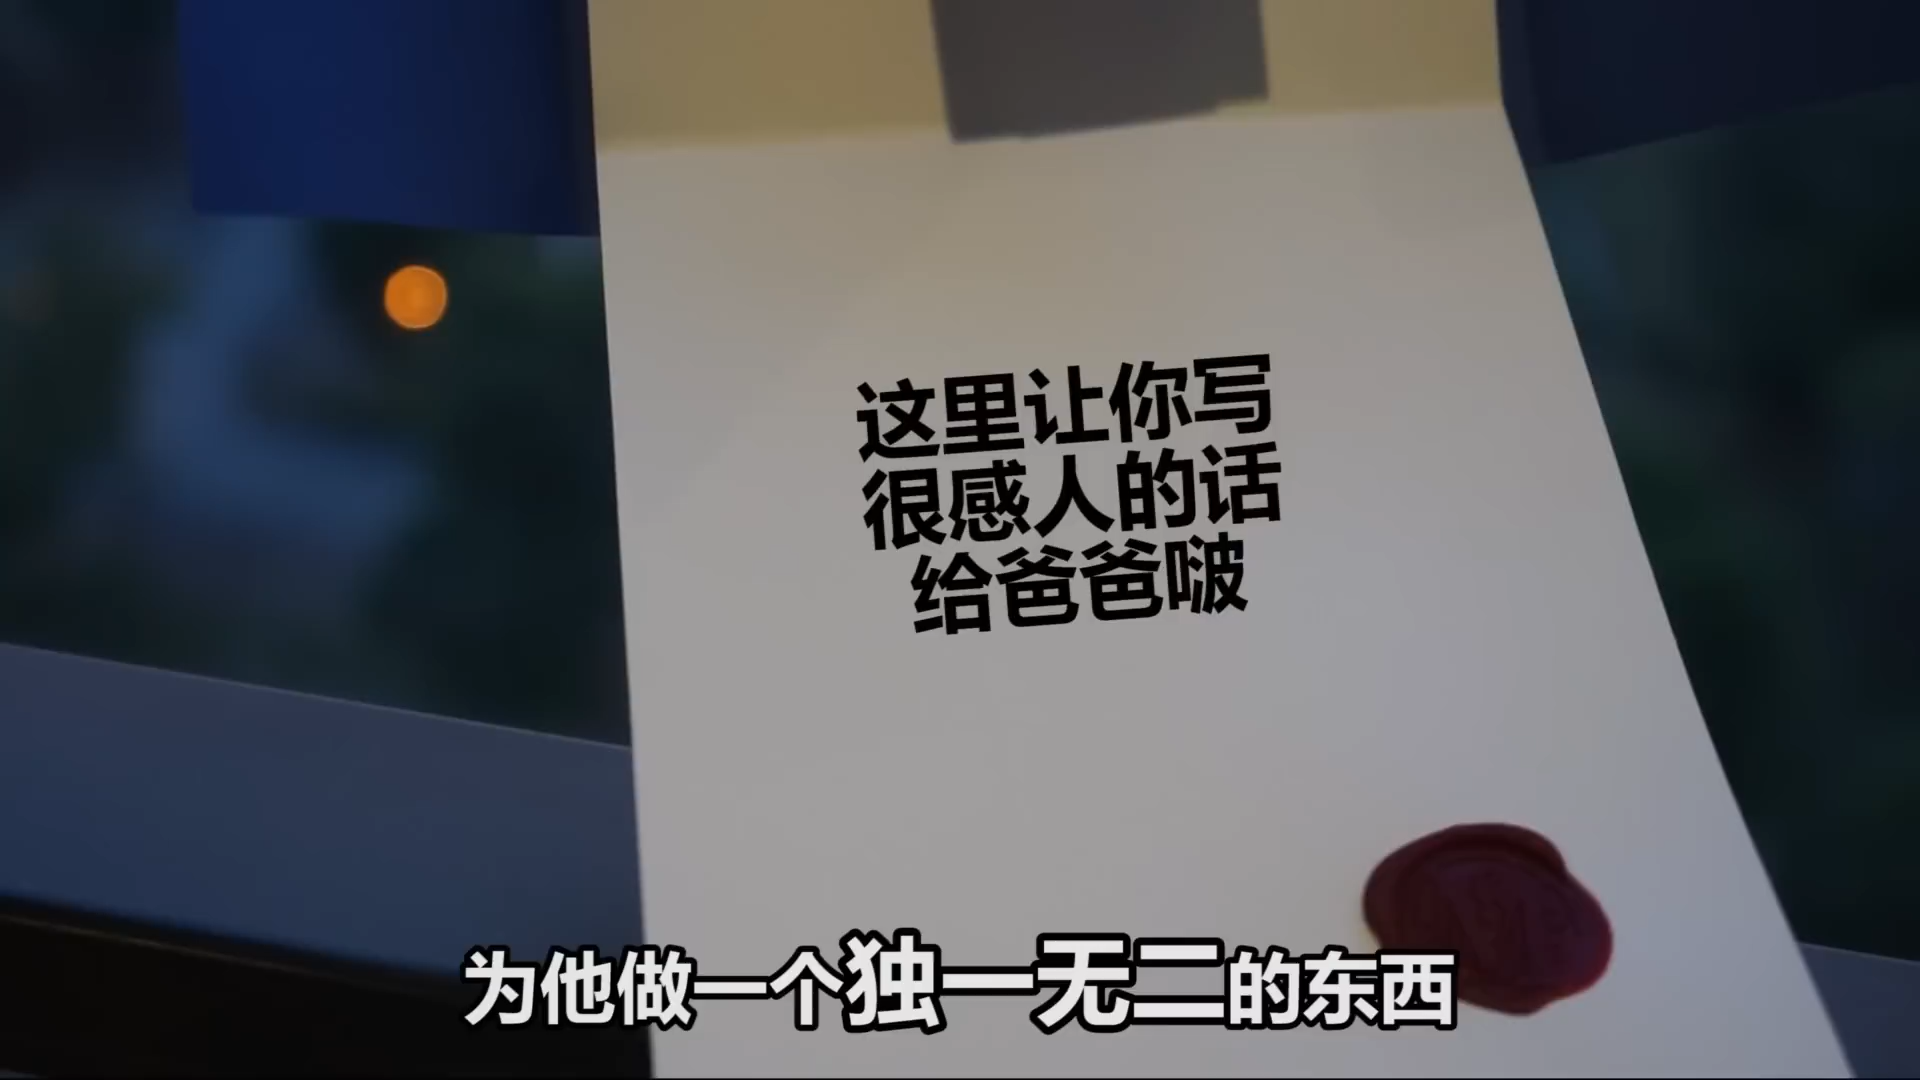 这里让你写
很感人的话
给爸爸啵
为他做一个独一无二的东西